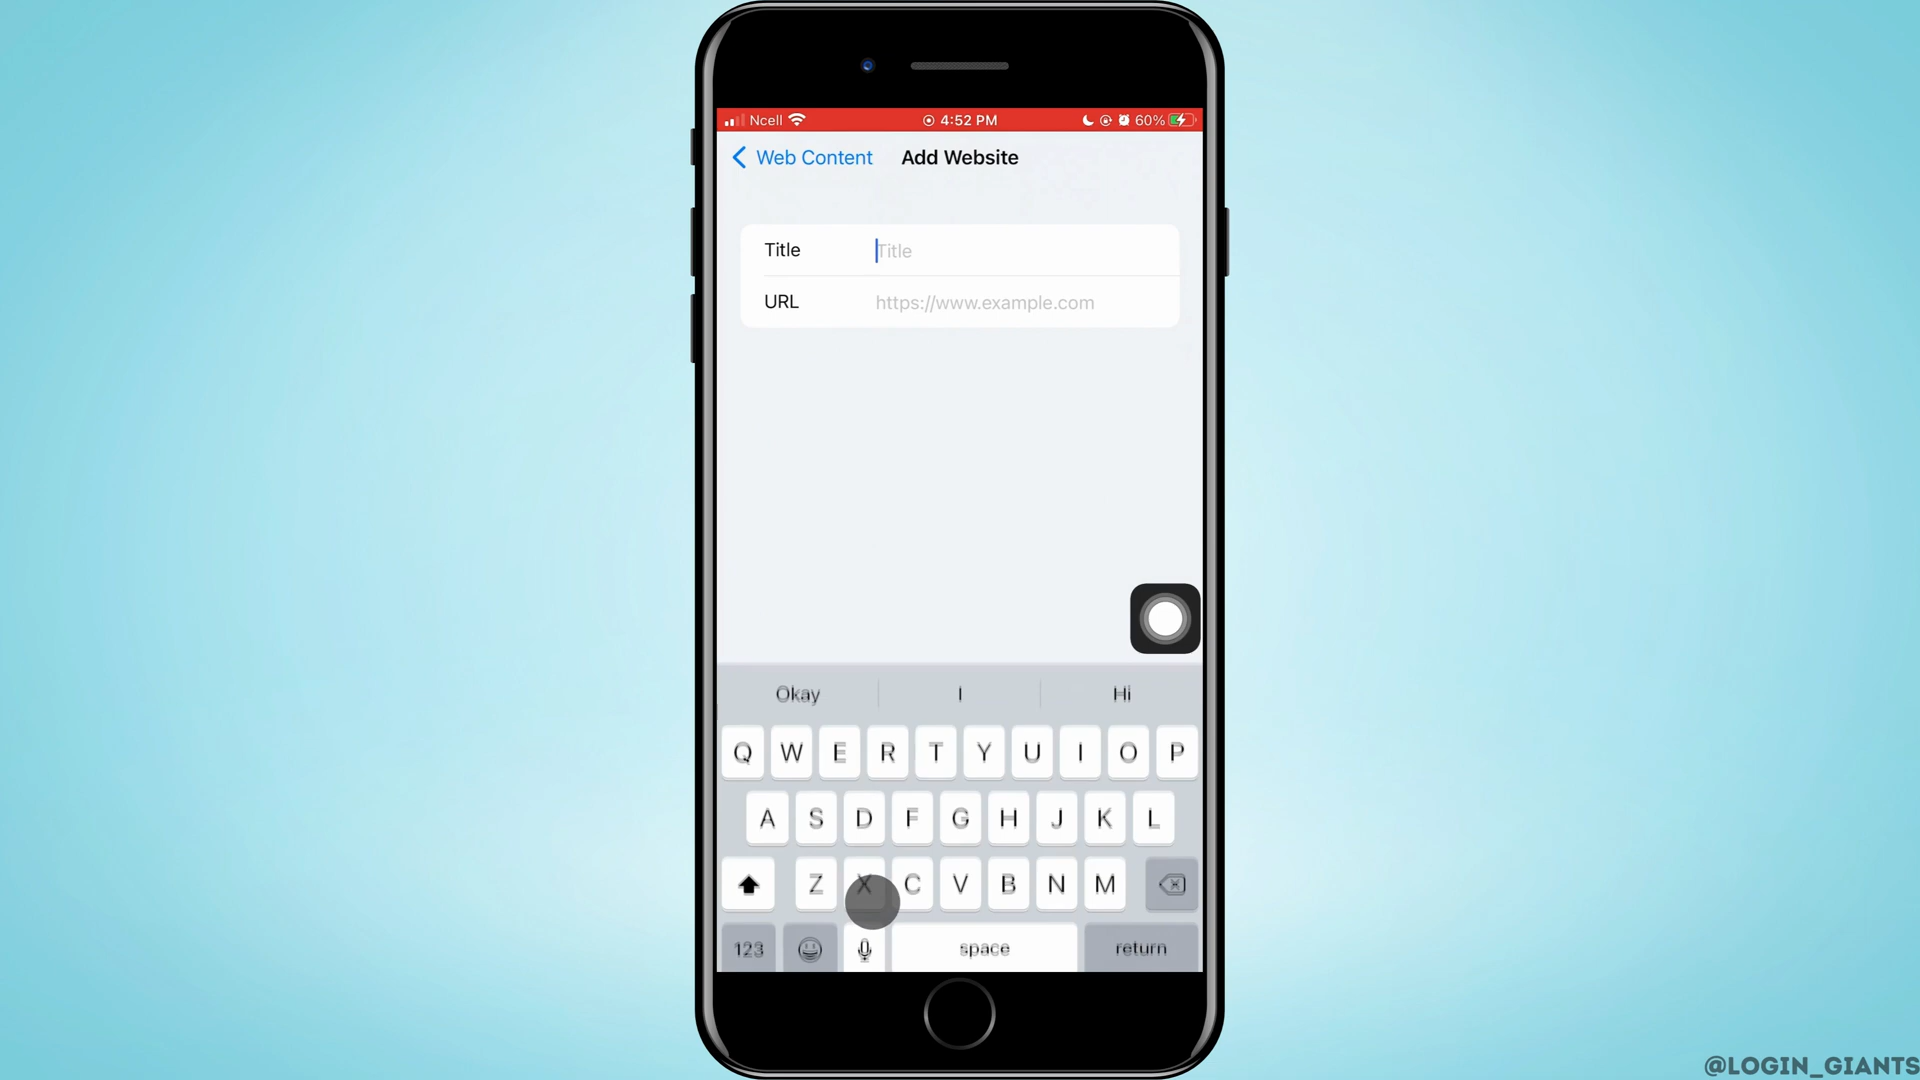 Ncell 4:52 PM 60%
Web Content Add Website
Title Title
URL https://www.example.com
Okay I Hi
Q W E R T Y U I O P
A S D F G H J K L
Z X C V B N M
123 space return
@LOGIN_GIANTS